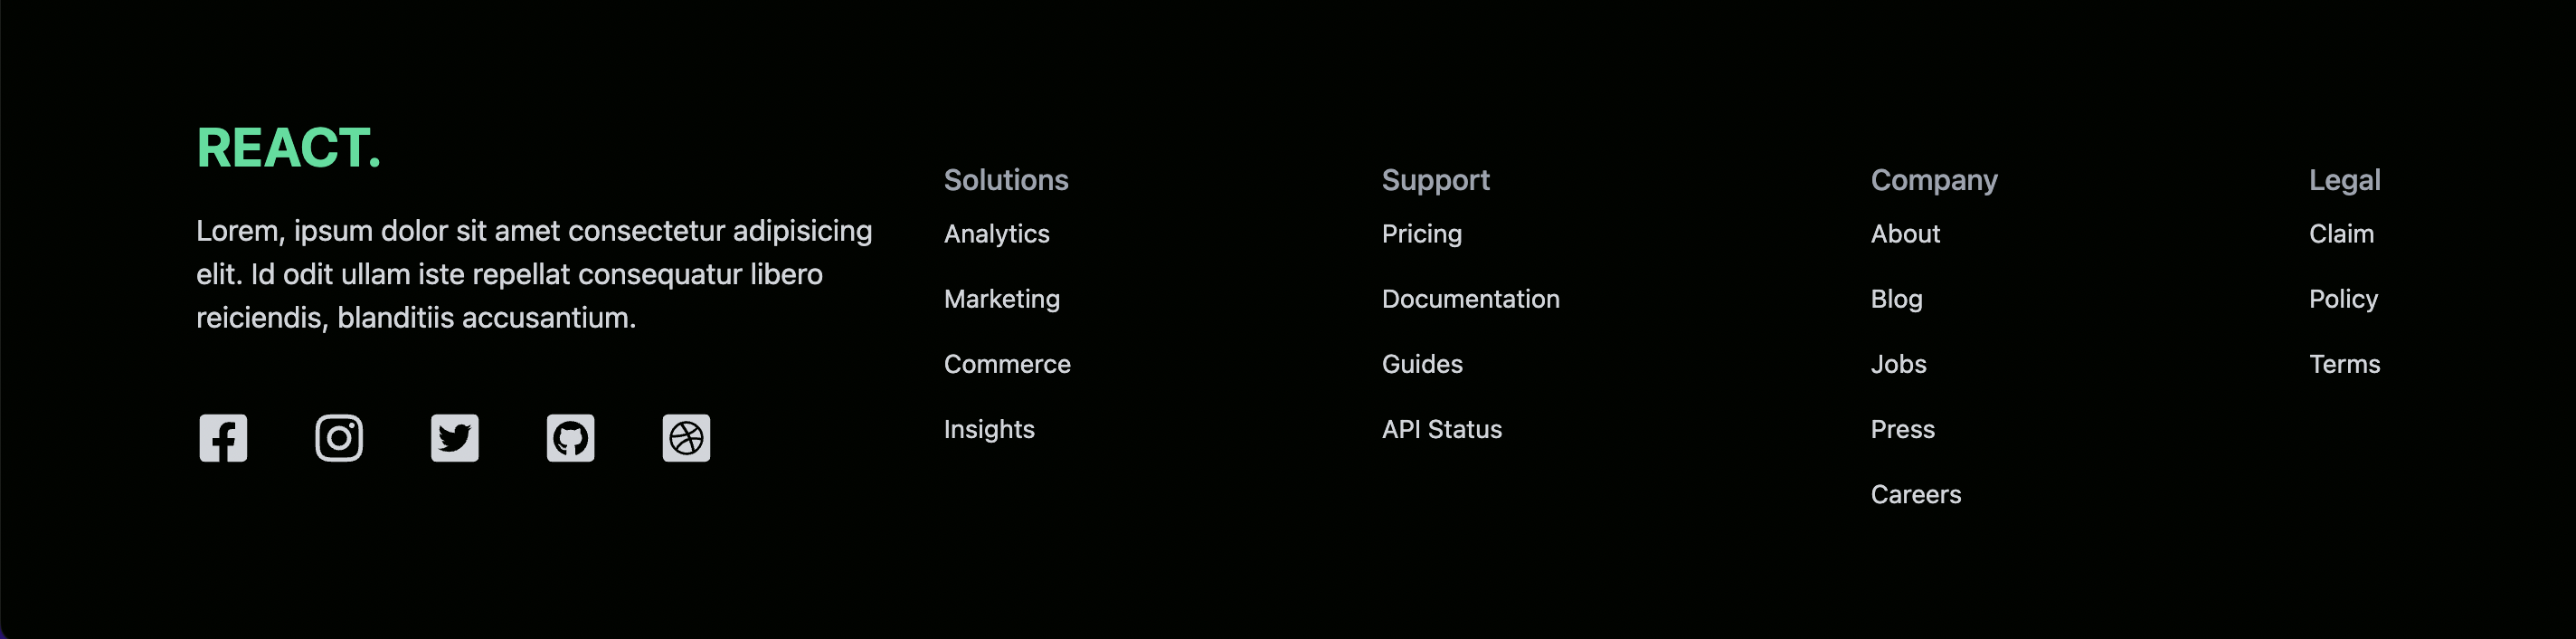 REACT.
Lorem, ipsum dolor sit amet consectetur adipisicing
elit. Id odit ullam iste repellat consequatur libero
reiciendis, blanditiis accusantium.
Solutions
Analytics
Marketing
Commerce
Insights
Support
Pricing
Documentation
Guides
API Status
Company
About
Blog
Jobs
Press
Careers
Legal
Claim
Policy
Terms